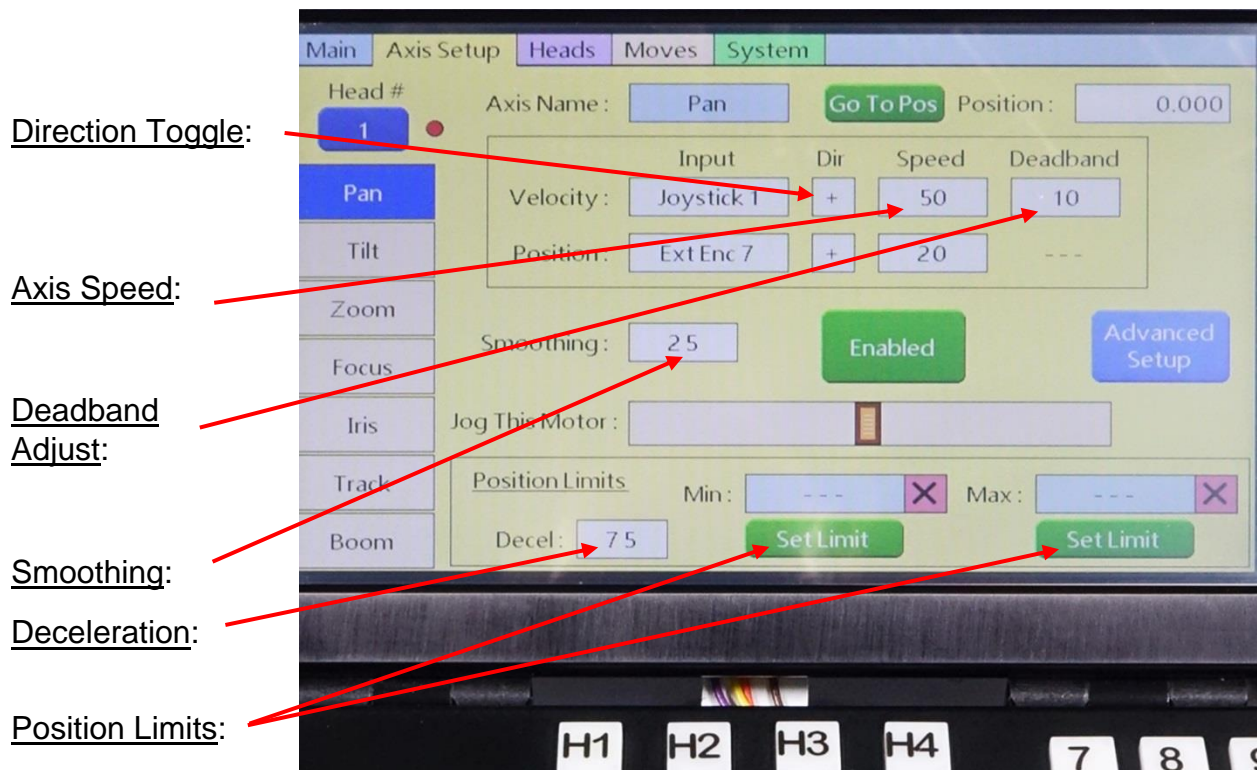 Main Axis Setup Heads Moves System
Head #
1
Axis Name : Pan Go To Pos Position : 0.000
Direction Toggle:
Input Dir Speed Deadband
Pan
Velocity : Joystick 1 + 50 10
Tilt
Position : Ext Enc 7 + 20 - - -
Axis Speed:
Zoom
Smoothing : 25 Enabled Advanced
Setup
Focus
Deadband
Adjust:
Iris
Jog This Motor :
Track
Position Limits Min : - - - X Max : - - - X
Boom
Decel : 75 Set Limit Set Limit
Smoothing:
Deceleration:
Position Limits:
H1 H2 H3 H4 7 8 9